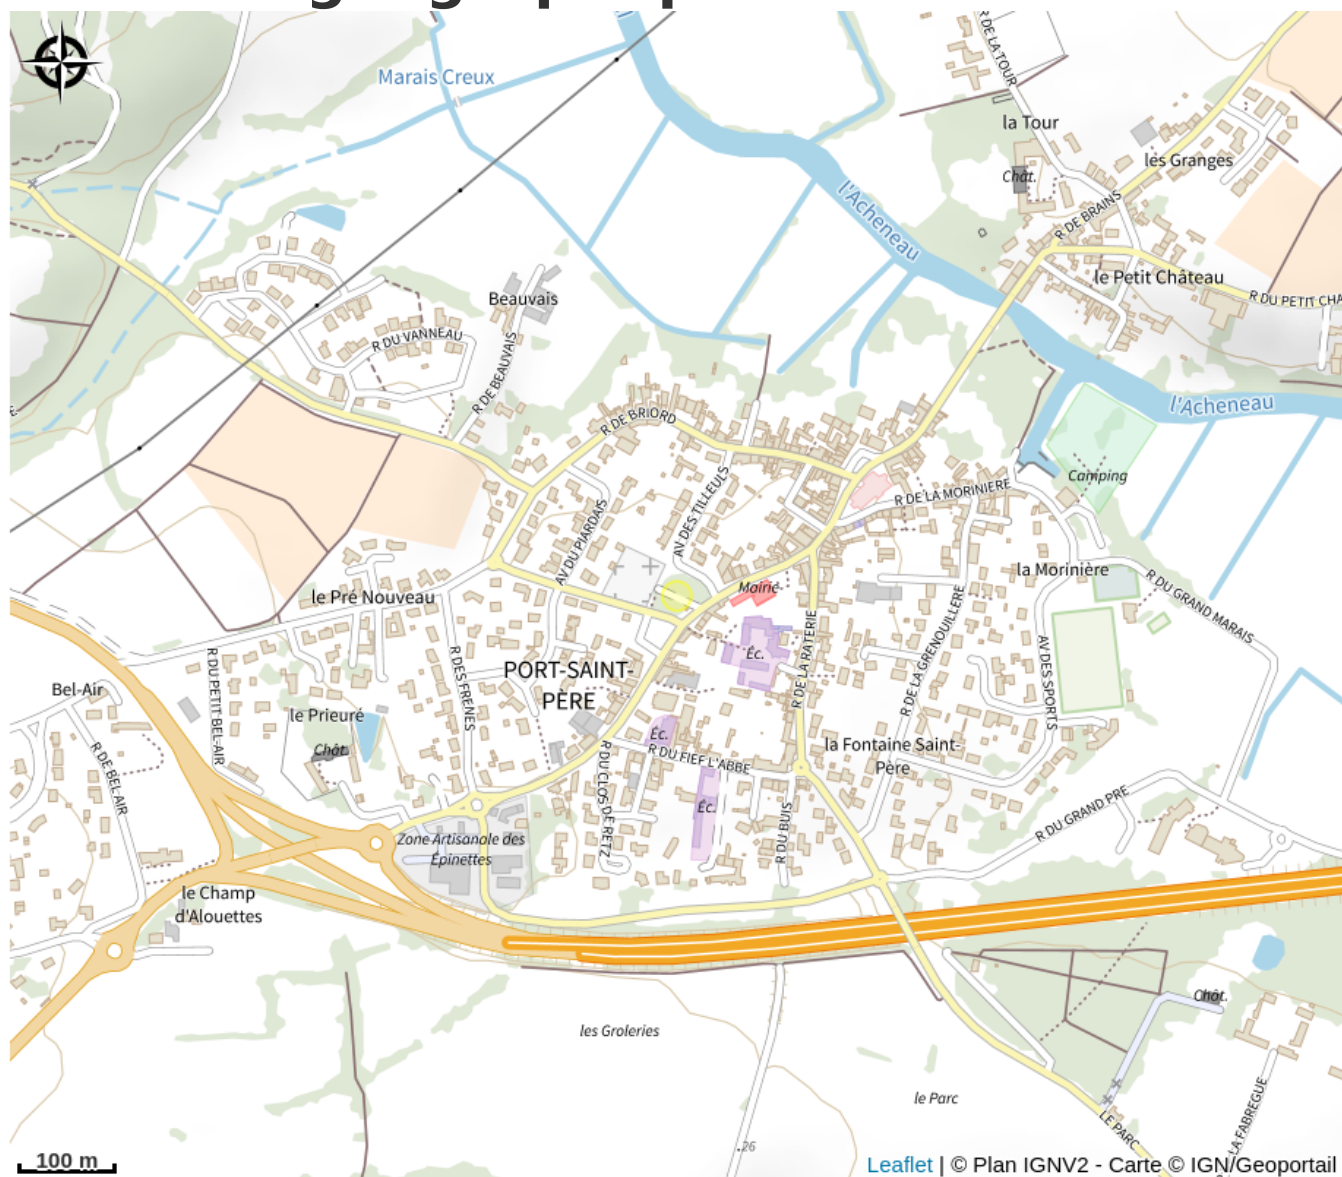 Marais Creux
R DE LA TOUR
la Tour
Chât.
les Granges
l'Acheneau
R DE BRAINS
le Petit Château
R DU PETIT CHA
Beauvais
R DU VANNEAU
R DE BEAUVAIS
R DE BRIORD
l'Acheneau
Camping
AV DES TILLEULS
R DE LA MORINIERE
AV DU PIARDAIS
la Morinière
Mairie
le Pré Nouveau
R DU GRAND MARAIS
R DE LA GRENOUILLERE
R DE LA RATERIE
Éc.
AV DES SPORTS
PORT-SAINT-
PÈRE
R DES FRENES
R DU PETIT BEL-AIR
Bel-Air
le Prieuré
Chât.
R DE BEL-AIR
Éc.
R DU FIEF L'ABBE
la Fontaine Saint-
Père
R DU CLOS DE RETZ
Éc.
R DU BUIS
R DU GRAND PRE
Zone Artisanale des
Épinettes
le Champ
d'Alouettes
Chât.
les Groleries
le Parc
LE PARC
LA FABREGUE
26
100 m
Leaflet | © Plan IGNV2 - Carte © IGN/Geoportail